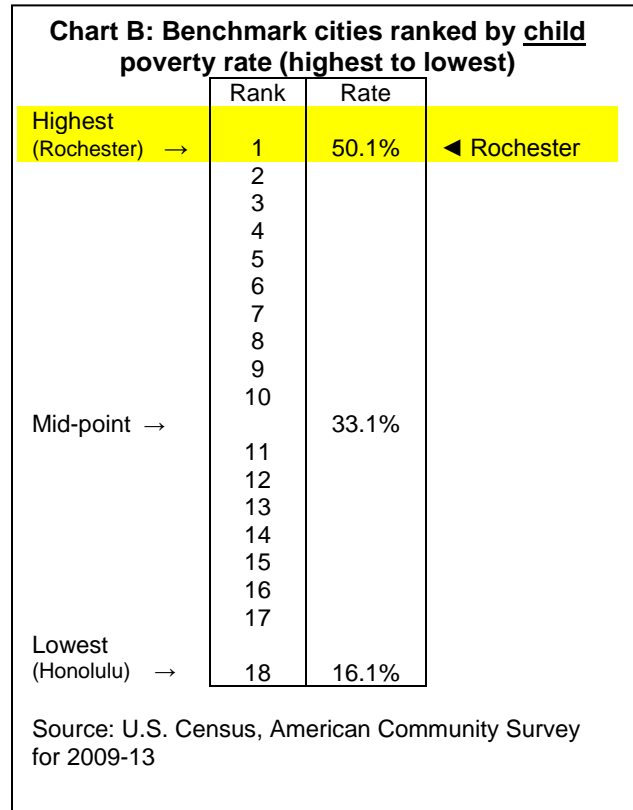 Chart B: Benchmark cities ranked by child
poverty rate (highest to lowest)
Rank Rate
Highest
(Rochester) → 1 50.1% ◄ Rochester
2
3
4
5
6
7
8
9
10
Mid-point → 33.1%
11
12
13
14
15
16
17
Lowest
(Honolulu) → 18 16.1%
Source: U.S. Census, American Community Survey
for 2009-13